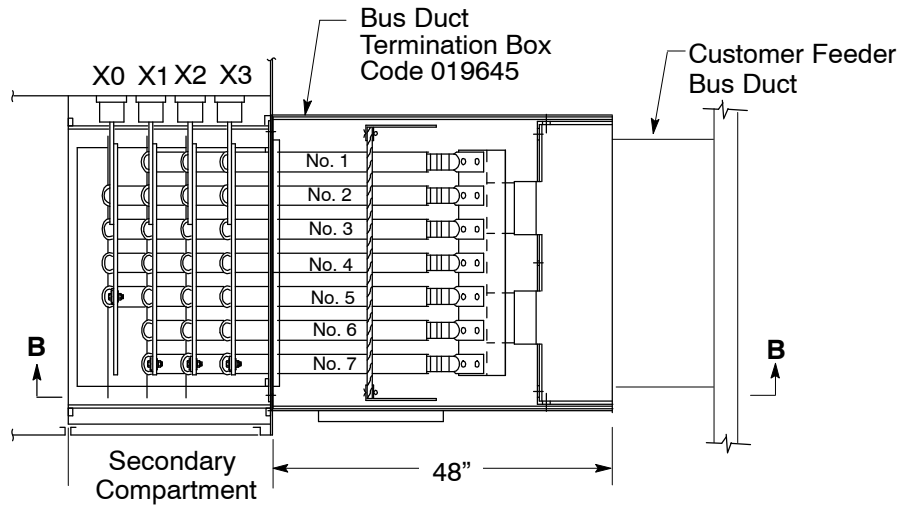 Bus Duct
Termination Box
Code 019645
Customer Feeder
Bus Duct
X0 X1 X2 X3
No. 1
No. 2
No. 3
No. 4
No. 5
No. 6
No. 7
B
B
Secondary
Compartment
48”